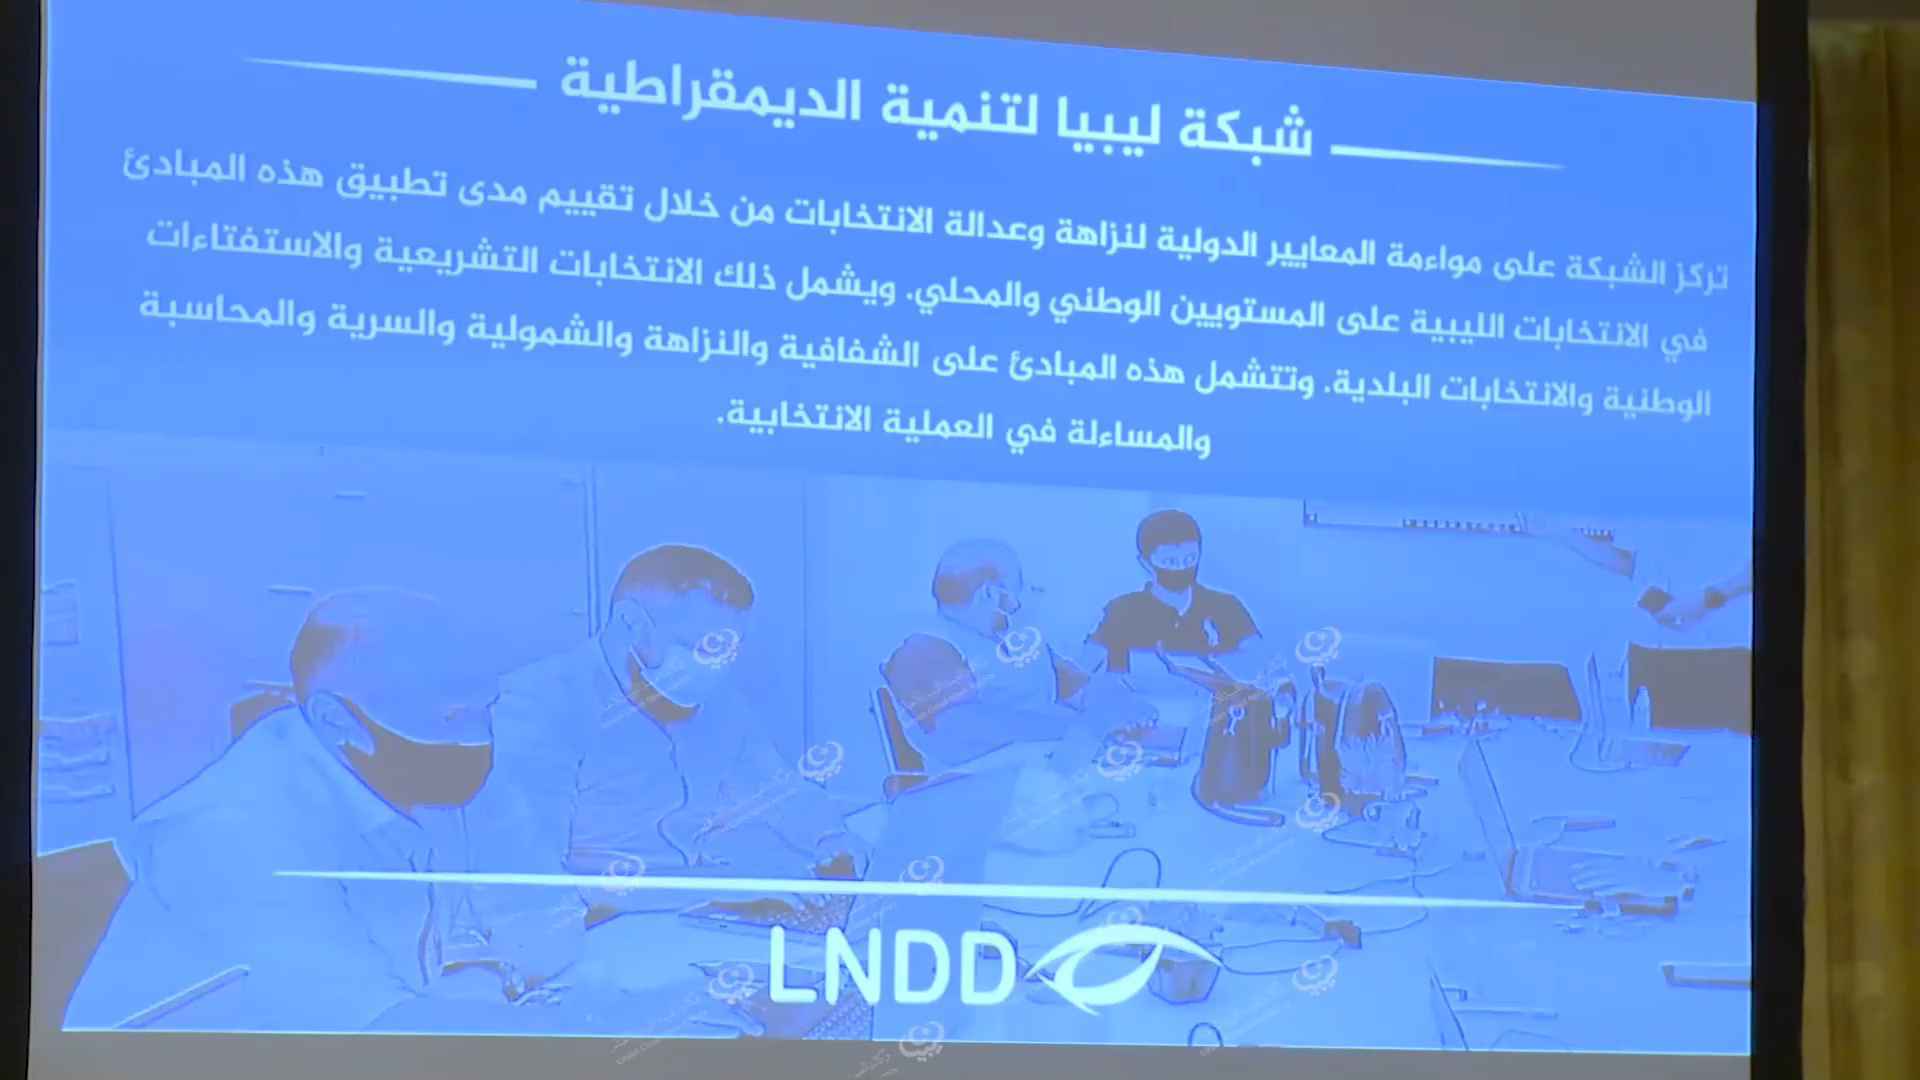 شبكة ليبيا لتنمية الديمقراطية
تركز الشبكة على مواءمة المعايير الدولية لنزاهة وعدالة الانتخابات من خلال تقييم مدى تطبيق هذه المبادئ
في الانتخابات الليبية على المستويين الوطني والمحلي. ويشمل ذلك الانتخابات التشريعية والاستفتاءات
الوطنية والانتخابات البلدية. وتتشمل هذه المبادئ على الشفافية والنزاهة والشمولية والسرية والمحاسبة
والمساءلة في العملية الانتخابية.
LNDD